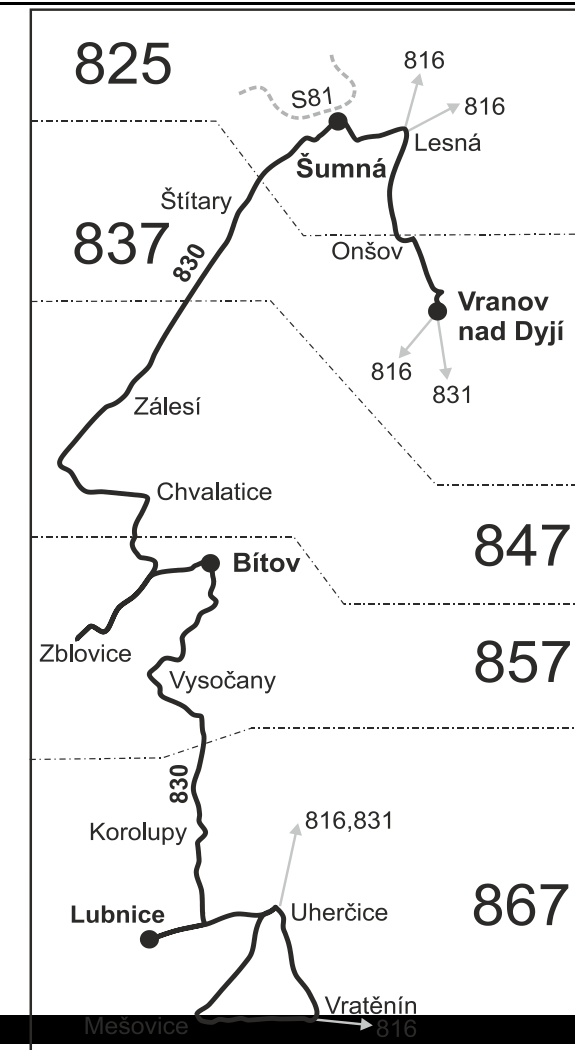 825
816
816
S81
Lesná
Šumná
Štítary
837
830
Onšov
Vranov
nad Dyjí
816
831
Zálesí
Chvalatice
847
Bítov
Zblovice
857
Vysočany
830
816,831
Korolupy
867
Lubnice
Uherčice
Vratěnín
Mešovice
816